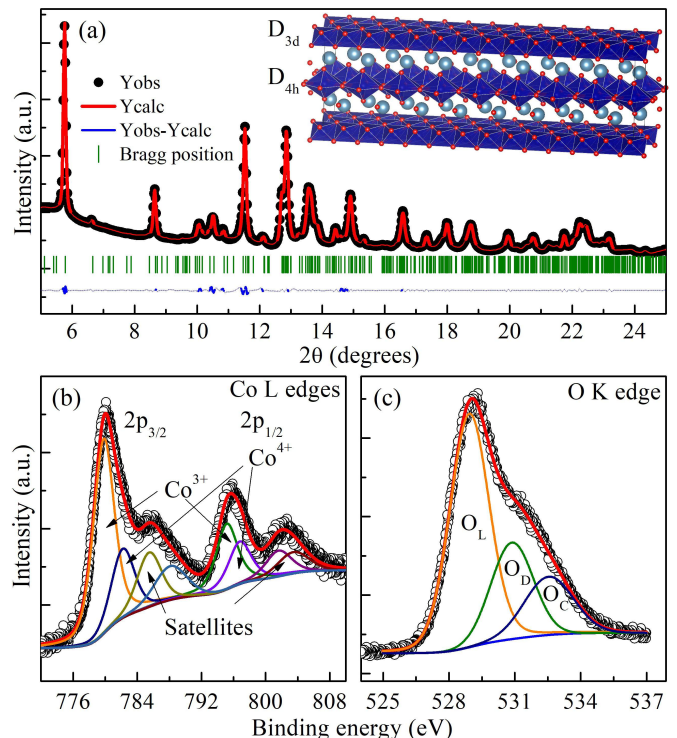 (a)
D3d
D4h
Yobs
Ycalc
Yobs-Ycalc
Bragg position
Intensity (a.u.)
6 8 10 12 14 16 18 20 22 24
2θ (degrees)
(b)
Co L edges
2p3/2
2p1/2
Co3+
Co4+
Satellites
Intensity (a.u.)
776 784 792 800 808
(c)
O K edge
OL
OD
OC
525 528 531 534 537
Binding energy (eV)